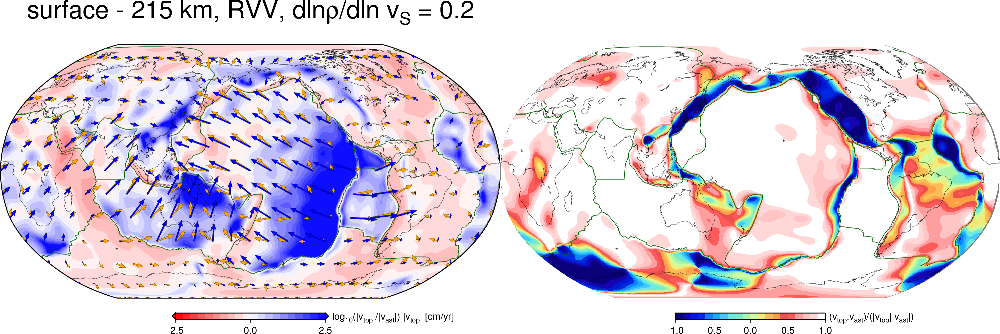 surface - 215 km, RVV, dlnρ/dln vS = 0.2
log10(|vtop|/|vast|) |vtop| [cm/yr]
-2.5 0.0 2.5
(vtop.vast)/(|vtop||vast|)
-1.0 -0.5 0.0 0.5 1.0